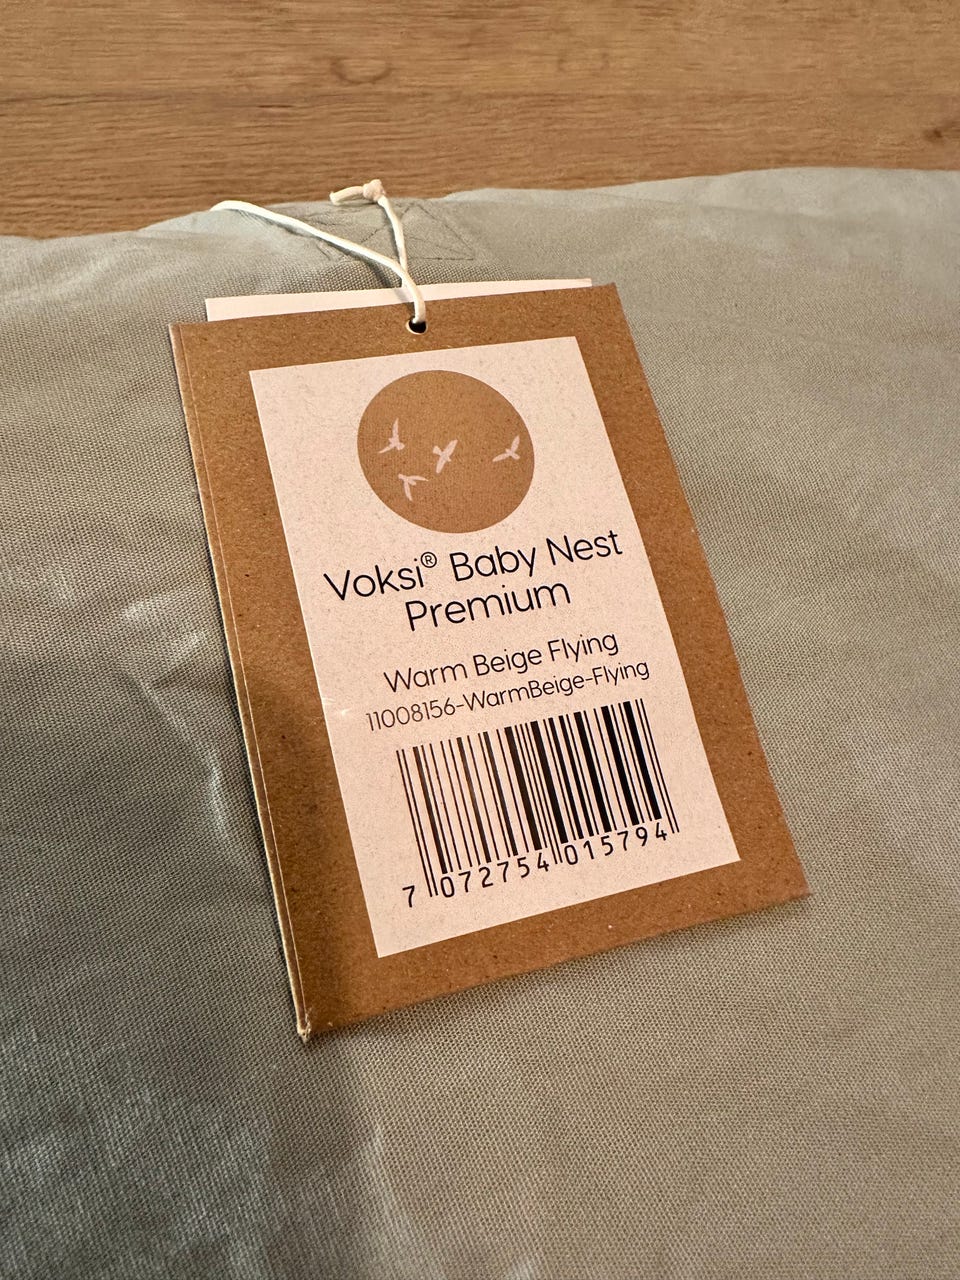 Voksi® Baby Nest
Premium
Warm Beige Flying
11008156-WarmBeige-Flying
7 072754 015794